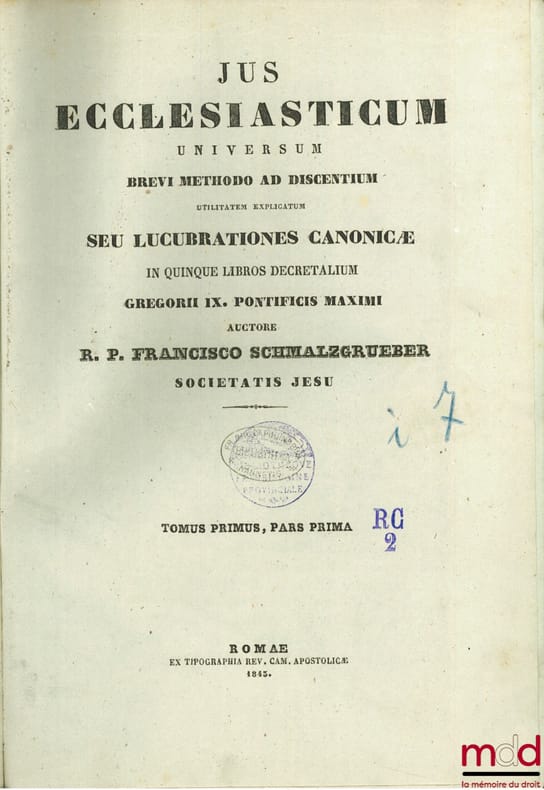 JUS
ECCLESIASTICUM
UNIVERSUM
BREVI METHODO AD DISCENTIUM
UTILITATEM EXPLICATUM
SEU LUCUBRATIONES CANONICÆ
IN QUINQUE LIBROS DECRETALIUM
GREGORII IX. PONTIFICIS MAXIMI
AUCTORE
R. P. FRANCISCO SCHMALZGRUEBER
SOCIETATIS JESU
i 7
PROVINCIALE
TOMUS PRIMUS, PARS PRIMA
RC
2
ROMAE
EX TIPOGRAPHIA REV. CAM. APOSTOLICÆ
1843.
mdd
la mémoire du droit